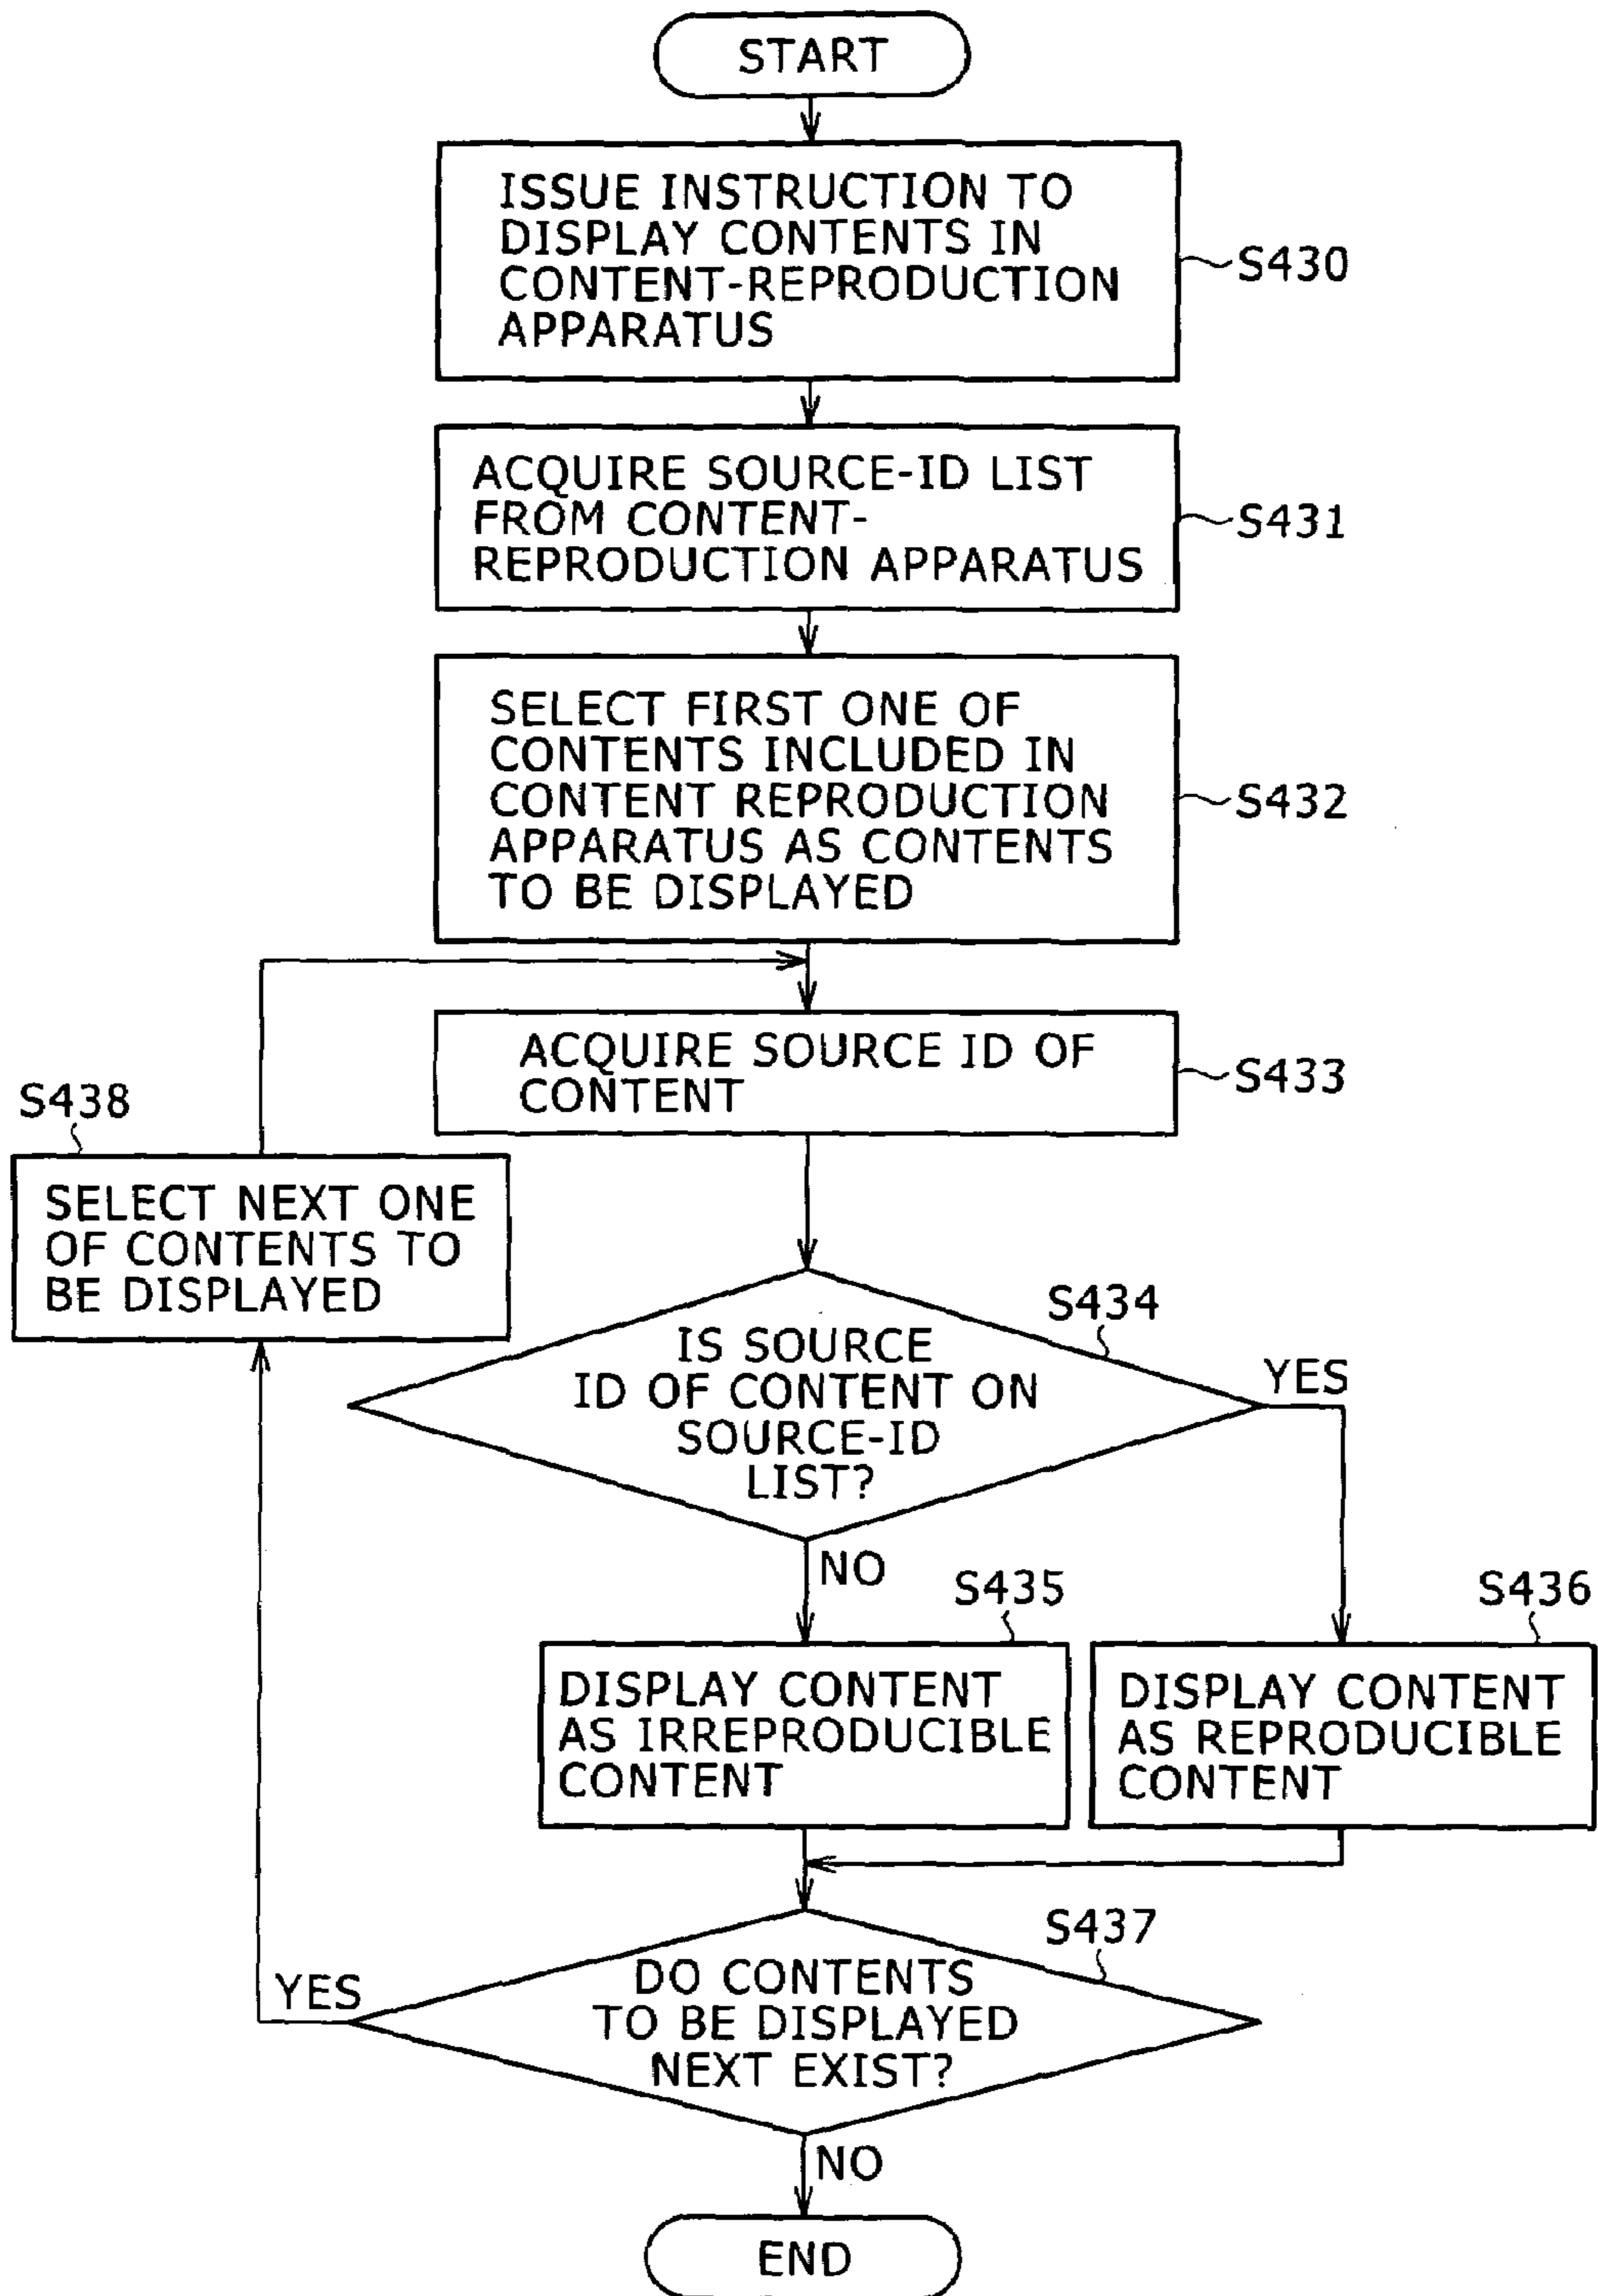 START
ISSUE INSTRUCTION TO
DISPLAY CONTENTS IN
CONTENT-REPRODUCTION
APPARATUS
S430
ACQUIRE SOURCE-ID LIST
FROM CONTENT-
REPRODUCTION APPARATUS
S431
SELECT FIRST ONE OF
CONTENTS INCLUDED IN
CONTENT REPRODUCTION
APPARATUS AS CONTENTS
TO BE DISPLAYED
S432
ACQUIRE SOURCE ID OF
CONTENT
S433
S438
SELECT NEXT ONE
OF CONTENTS TO
BE DISPLAYED
S434
IS SOURCE
ID OF CONTENT ON
SOURCE-ID
LIST?
YES
NO
S435
DISPLAY CONTENT
AS IRREPRODUCIBLE
CONTENT
S436
DISPLAY CONTENT
AS REPRODUCIBLE
CONTENT
S437
DO CONTENTS
TO BE DISPLAYED
NEXT EXIST?
YES
NO
END